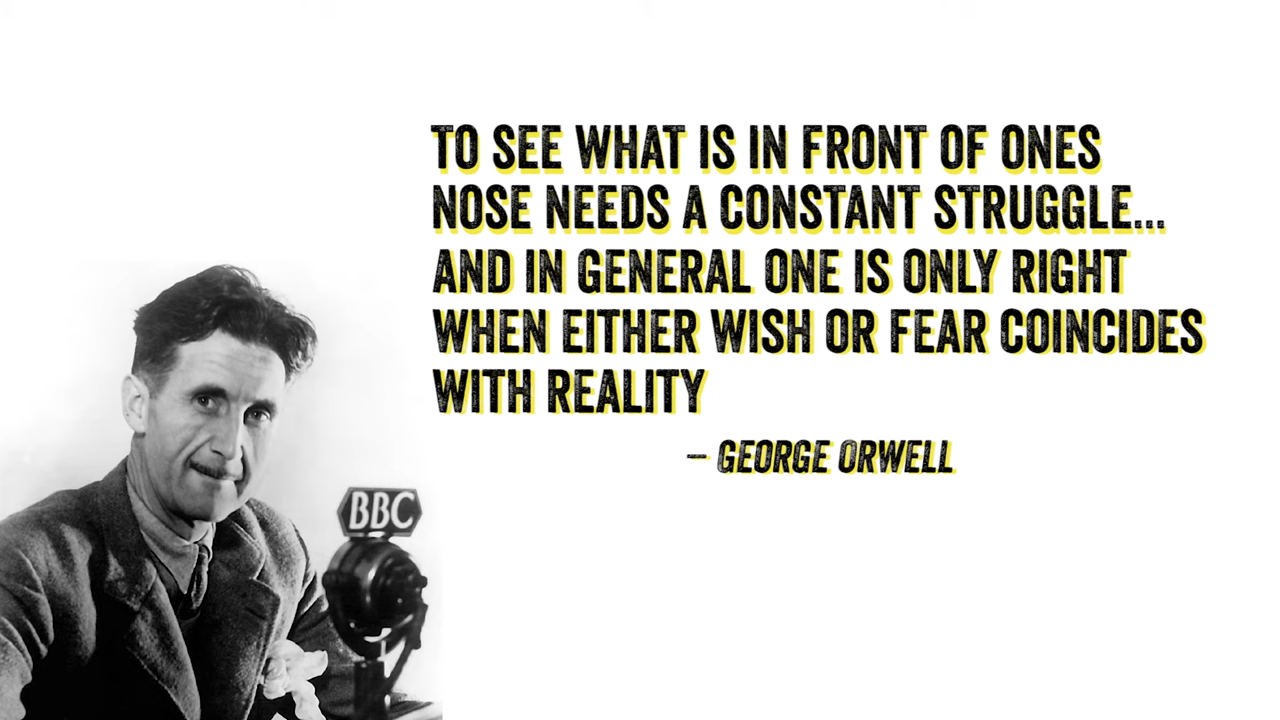 TO SEE WHAT IS IN FRONT OF ONES
NOSE NEEDS A CONSTANT STRUGGLE...
AND IN GENERAL ONE IS ONLY RIGHT
WHEN EITHER WISH OR FEAR COINCIDES
WITH REALITY
– GEORGE ORWELL
BBC